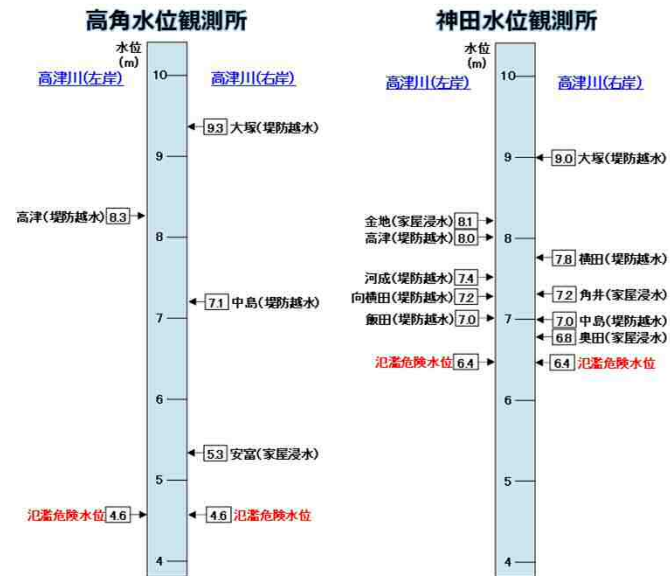 高角水位観測所
水位
(m)
高津川(左岸)
高津川(右岸)
10
9.3 大塚(堤防越水)
9
高津(堤防越水) 8.3
8
7.1 中島(堤防越水)
7
6
5.3 安富(家屋浸水)
5
氾濫危険水位 4.6
4.6 氾濫危険水位
4
神田水位観測所
水位
(m)
高津川(左岸)
高津川(右岸)
10
9
9.0 大塚(堤防越水)
金地(家屋浸水) 8.1
高津(堤防越水) 8.0
8
7.8 横田(堤防越水)
河成(堤防越水) 7.4
向横田(堤防越水) 7.2
7.2 角井(家屋浸水)
飯田(堤防越水) 7.0
7
7.0 中島(堤防越水)
6.8 奥田(家屋浸水)
氾濫危険水位 6.4
6.4 氾濫危険水位
6
5
4